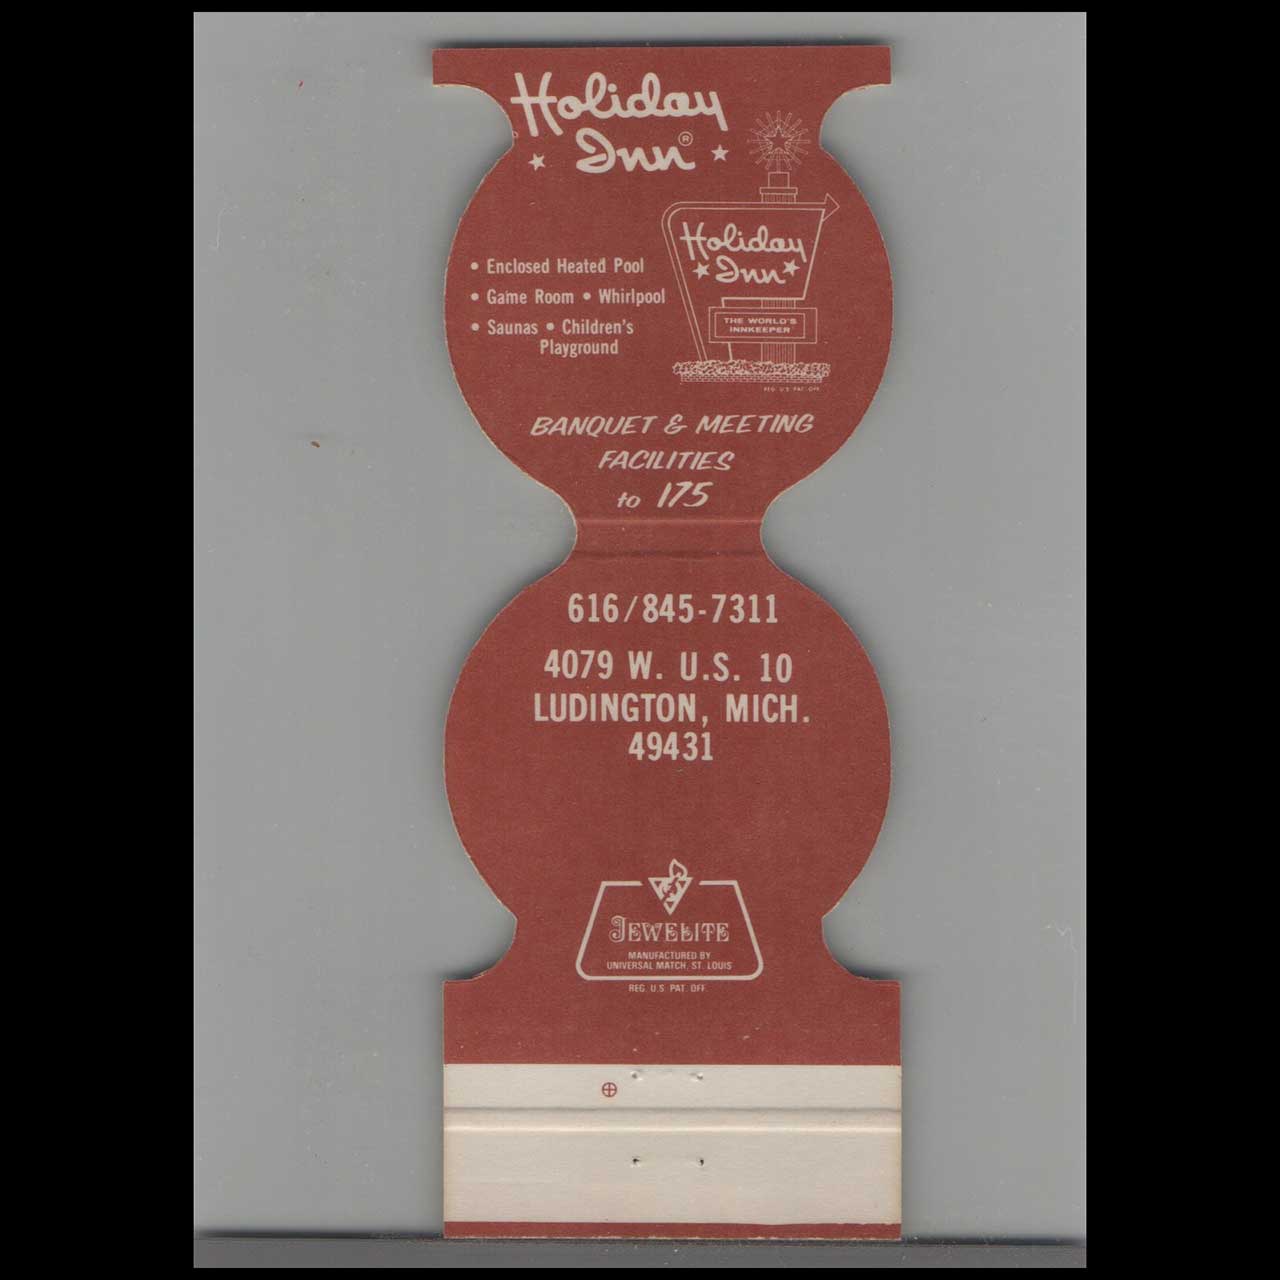 Holiday
Inn®
Holiday
Inn
THE WORLD'S
INNKEEPER
REG. U.S. PAT. OFF.
• Enclosed Heated Pool
• Game Room • Whirlpool
• Saunas • Children's
Playground
BANQUET & MEETING
FACILITIES
to 175
616/845-7311
4079 W. U.S. 10
LUDINGTON, MICH.
49431
JEWELITE
MANUFACTURED BY
UNIVERSAL MATCH, ST. LOUIS
REG. U.S. PAT. OFF.